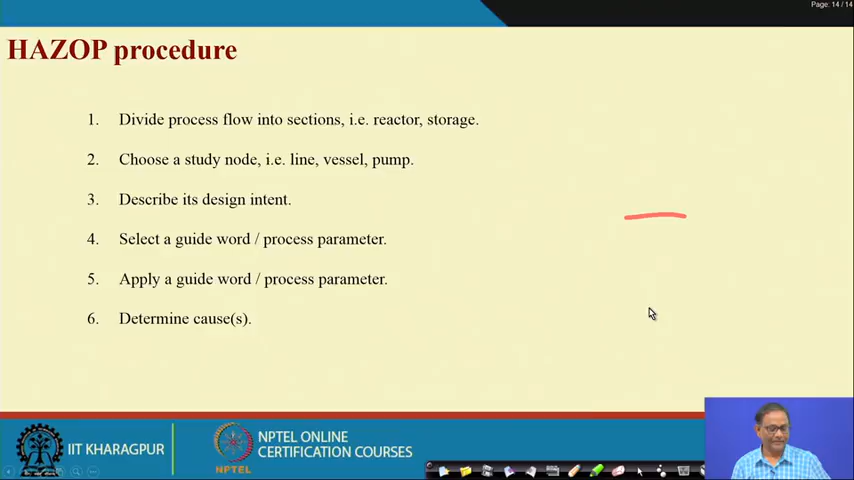 Page: 14 / 14
HAZOP procedure
1. Divide process flow into sections, i.e. reactor, storage.
2. Choose a study node, i.e. line, vessel, pump.
3. Describe its design intent.
4. Select a guide word / process parameter.
5. Apply a guide word / process parameter.
6. Determine cause(s).
IIT KHARAGPUR
NPTEL
NPTEL ONLINE
CERTIFICATION COURSES